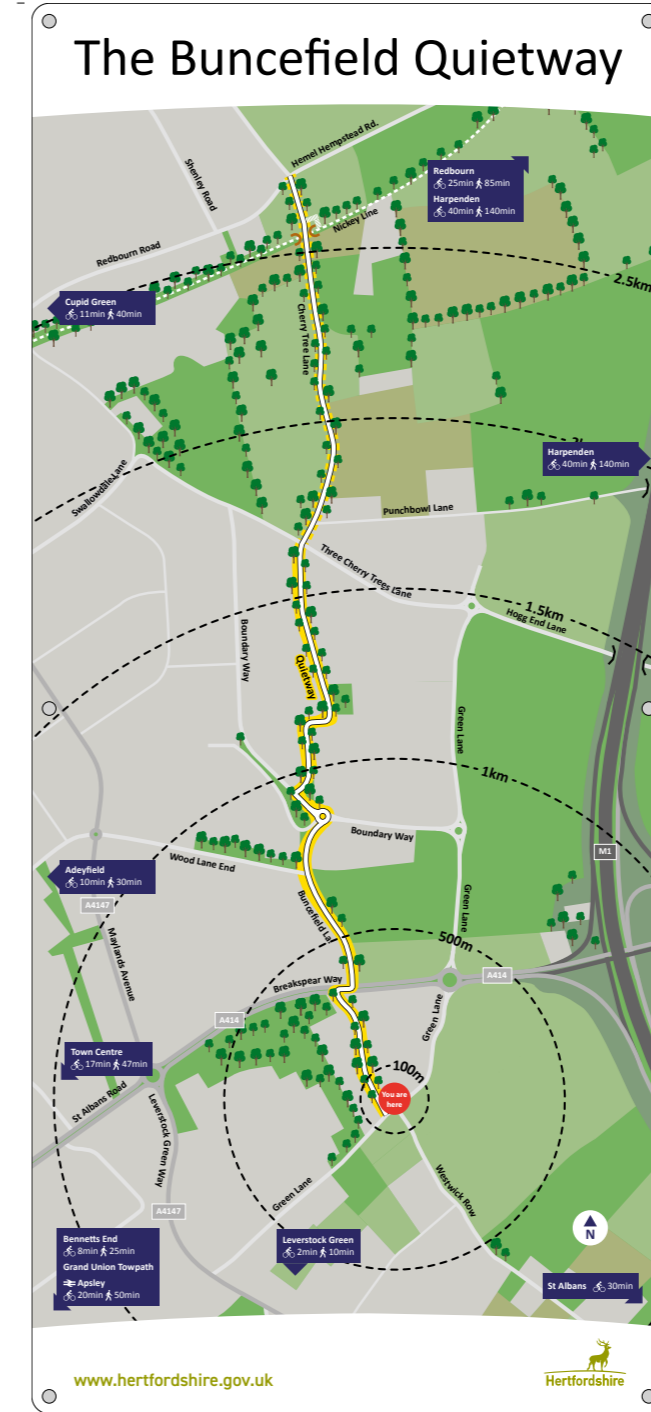 The Buncefield Quietway
Hemel Hempstead Rd.
Shenley Road
Redbourn
25min 85min
Harpenden
40min 140min
Nickey Line
Redbourn Road
2.5km
Cupid Green
11min 40min
Cherry Tree Lane
Harpenden
40min 140min
Swallowdale Lane
Punchbowl Lane
Three Cherry Trees Lane
1.5km
Hogg End Lane
Boundary Way
Quietway
Green Lane
1km
Boundary Way
M1
Wood Lane End
Adeyfield
10min 30min
A4147
Maylands Avenue
Buncefield
Green Lane
500m
Breakspear Way
A414
A414
Green Lane
Town Centre
17min 47min
100m
You are
here
St Albans Road
Leverstock Green Way
Green Lane
Westwick Row
A4147
Bennetts End
8min 25min
Grand Union Towpath
Apsley
20min 50min
Leverstock Green
2min 10min
N
St Albans 30min
www.hertfordshire.gov.uk
Hertfordshire